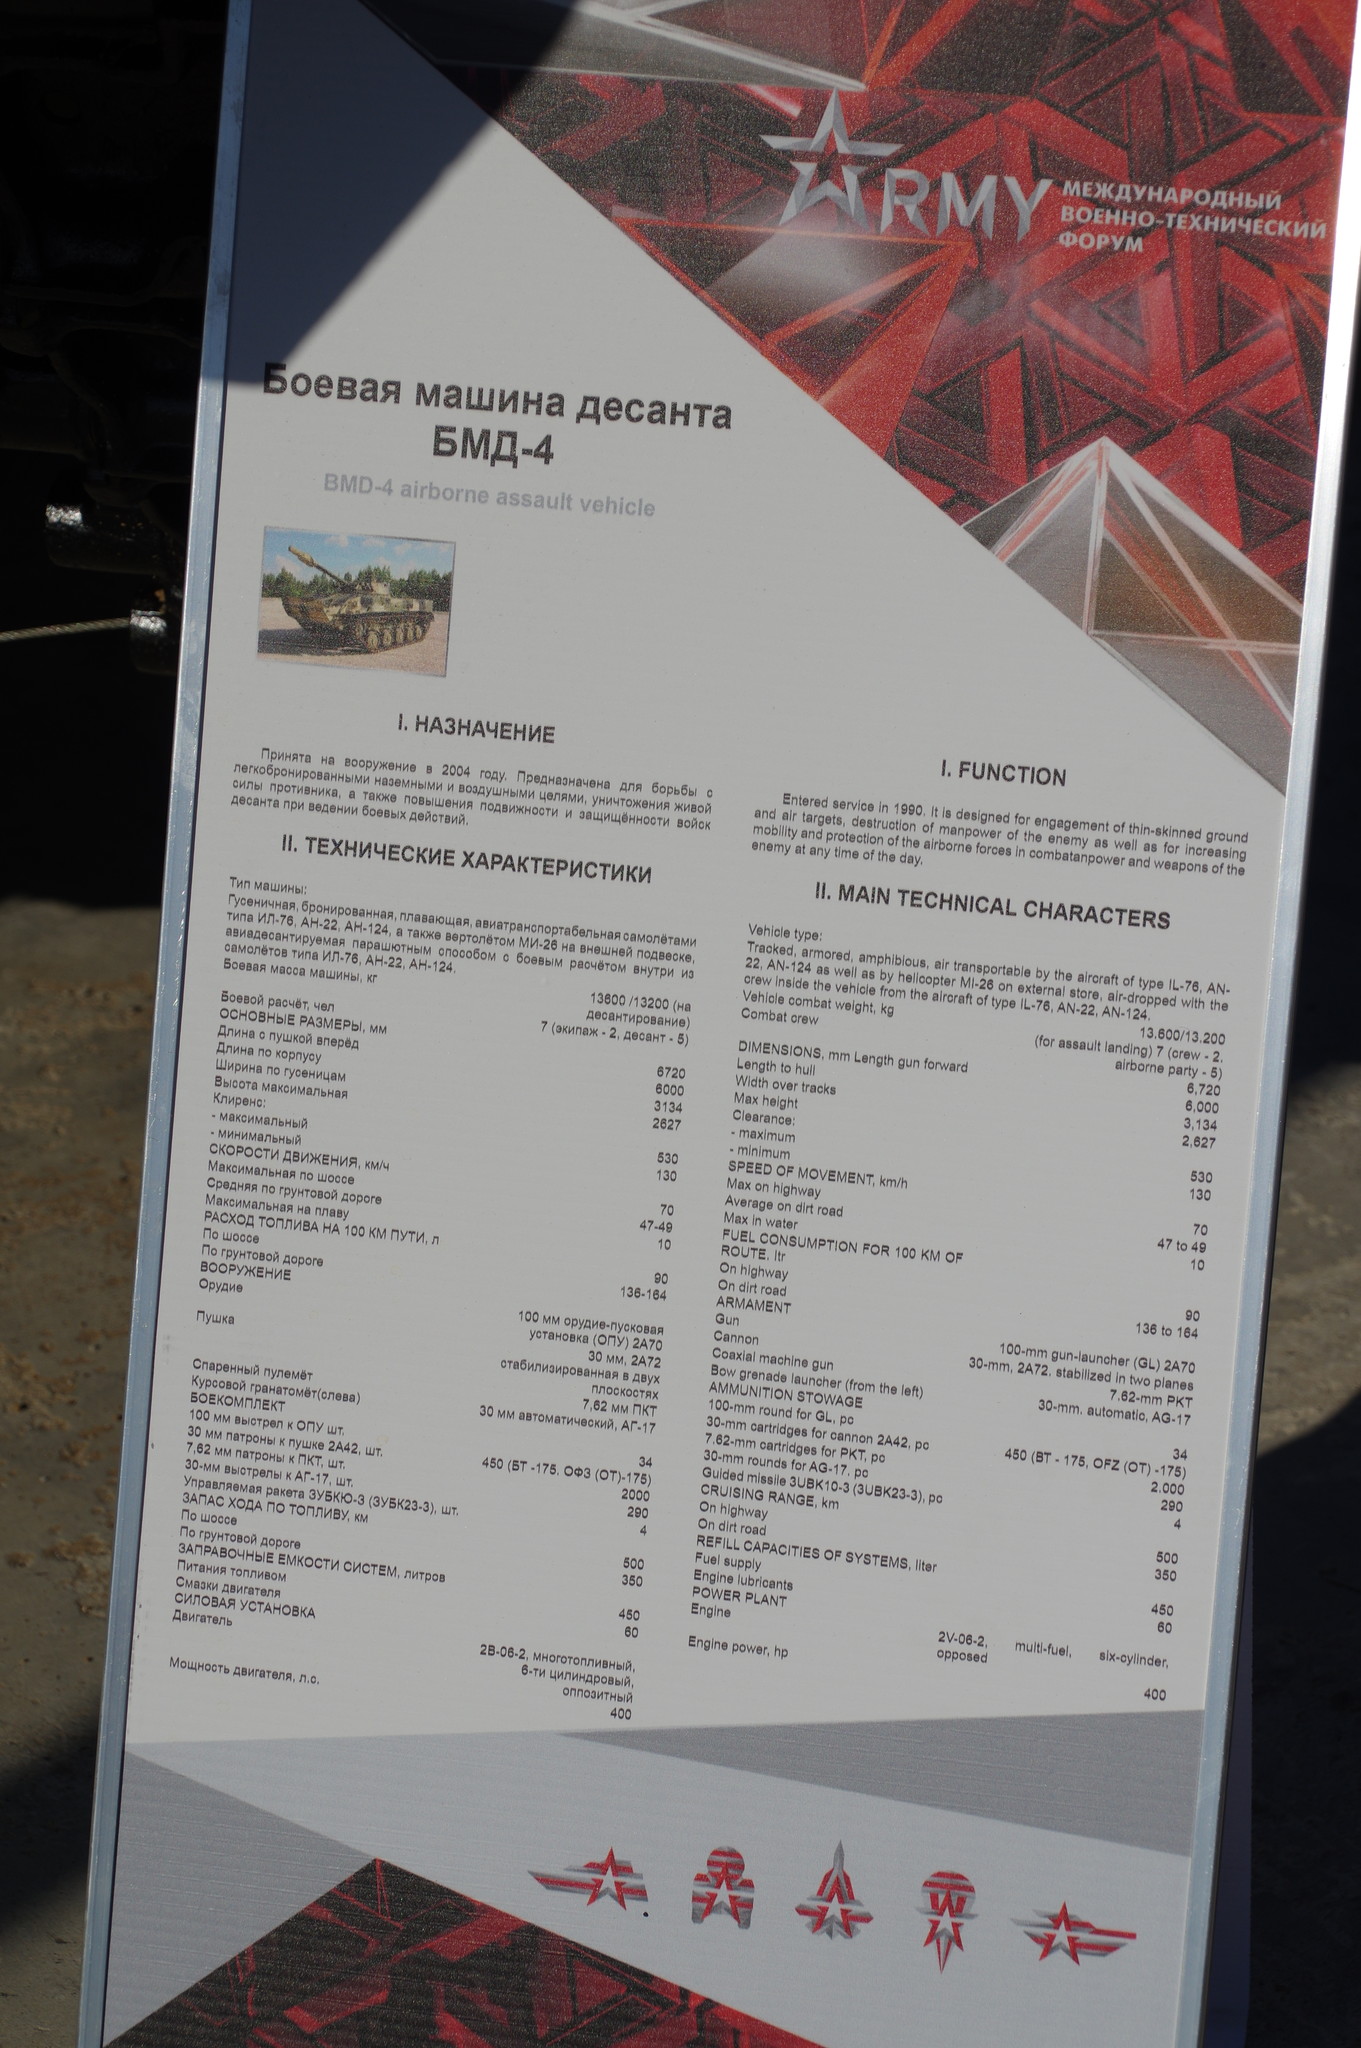 ARMY
МЕЖДУНАРОДНЫЙ
ВОЕННО-ТЕХНИЧЕСКИЙ
ФОРУМ
Боевая машина десанта
БМД-4
BMD-4 airborne assault vehicle
I. НАЗНАЧЕНИЕ
Принята на вооружение в 2004 году. Предназначена для борьбы с
легкобронированными наземными и воздушными целями, уничтожения живой
силы противника, а также повышения подвижности и защищённости войск
десанта при ведении боевых действий.
II. ТЕХНИЧЕСКИЕ ХАРАКТЕРИСТИКИ
Тип машины:
Гусеничная, бронированная, плавающая, авиатранспортабельная самолётами
типа ИЛ-76, АН-22, АН-124, а также вертолётом МИ-26 на внешней подвеске,
авиадесантируемая парашютным способом с боевым расчётом внутри из
самолётов типа ИЛ-76, АН-22, АН-124.
Боевая масса машины, кг
13600 /13200 (на
десантирование)
Боевой расчёт, чел
7 (экипаж - 2, десант - 5)
ОСНОВНЫЕ РАЗМЕРЫ, мм
Длина с пушкой вперёд 6720
Длина по корпусу 6000
Ширина по гусеницам 3134
Высота максимальная 2627
Клиренс:
- максимальный 530
- минимальный 130
СКОРОСТИ ДВИЖЕНИЯ, км/ч
Максимальная по шоссе 70
Средняя по грунтовой дороге 47-49
Максимальная на плаву 10
РАСХОД ТОПЛИВА НА 100 КМ ПУТИ, л
По шоссе 90
По грунтовой дороге 136-164
ВООРУЖЕНИЕ
Орудие 100 мм орудие-пусковая
установка (ОПУ) 2А70
Пушка 30 мм, 2А72
стабилизированная в двух
плоскостях
Спаренный пулемёт 7,62 мм ПКТ
Курсовой гранатомёт(слева) 30 мм автоматический, АГ-17
БОЕКОМПЛЕКТ
100 мм выстрел к ОПУ шт. 34
30 мм патроны к пушке 2А42, шт. 450 (БТ -175. ОФЗ (ОТ)-175)
7,62 мм патроны к ПКТ, шт. 2000
30-мм выстрелы к АГ-17, шт. 290
Управляемая ракета ЗУБКЮ-3 (ЗУБК23-3), шт. 4
ЗАПАС ХОДА ПО ТОПЛИВУ, км
По шоссе 500
По грунтовой дороге 350
ЗАПРАВОЧНЫЕ ЕМКОСТИ СИСТЕМ, литров
Питания топливом 450
Смазки двигателя 60
СИЛОВАЯ УСТАНОВКА
Двигатель 2В-06-2, многотопливный,
6-ти цилиндровый,
оппозитный
Мощность двигателя, л.с. 400
I. FUNCTION
Entered service in 1990. It is designed for engagement of thin-skinned ground
and air targets, destruction of manpower of the enemy as well as for increasing
mobility and protection of the airborne forces in combatanpower and weapons of the
enemy at any time of the day.
II. MAIN TECHNICAL CHARACTERS
Vehicle type:
Tracked, armored, amphibious, air transportable by the aircraft of type IL-76, AN-
22, AN-124 as well as by helicopter MI-26 on external store, air-dropped with the
crew inside the vehicle from the aircraft of type IL-76, AN-22, AN-124.
Vehicle combat weight, kg 13.600/13.200
Combat crew (for assault landing) 7 (crew - 2,
airborne party - 5)
DIMENSIONS, mm Length gun forward 6,720
Length to hull 6,000
Width over tracks 3,134
Max height 2,627
Clearance:
- maximum 530
- minimum 130
SPEED OF MOVEMENT, km/h
Max on highway 70
Average on dirt road 47 to 49
Max in water 10
FUEL CONSUMPTION FOR 100 KM OF
ROUTE, ltr
On highway 90
On dirt road 136 to 164
ARMAMENT
Gun 100-mm gun-launcher (GL) 2A70
Cannon 30-mm, 2A72. stabilized in two planes
Coaxial machine gun 7.62-mm PKT
Bow grenade launcher (from the left) 30-mm. automatic, AG-17
AMMUNITION STOWAGE
100-mm round for GL, pc 34
30-mm cartridges for cannon 2A42, pc 450 (BT - 175, OFZ (OT) -175)
7.62-mm cartridges for PKT, pc 2.000
30-mm rounds for AG-17, pc 290
Guided missile 3UBK10-3 (3UBK23-3), pc 4
CRUISING RANGE, km
On highway 500
On dirt road 350
REFILL CAPACITIES OF SYSTEMS, liter
Fuel supply 450
Engine lubricants 60
POWER PLANT
Engine 2V-06-2, multi-fuel, six-cylinder,
opposed
Engine power, hp 400